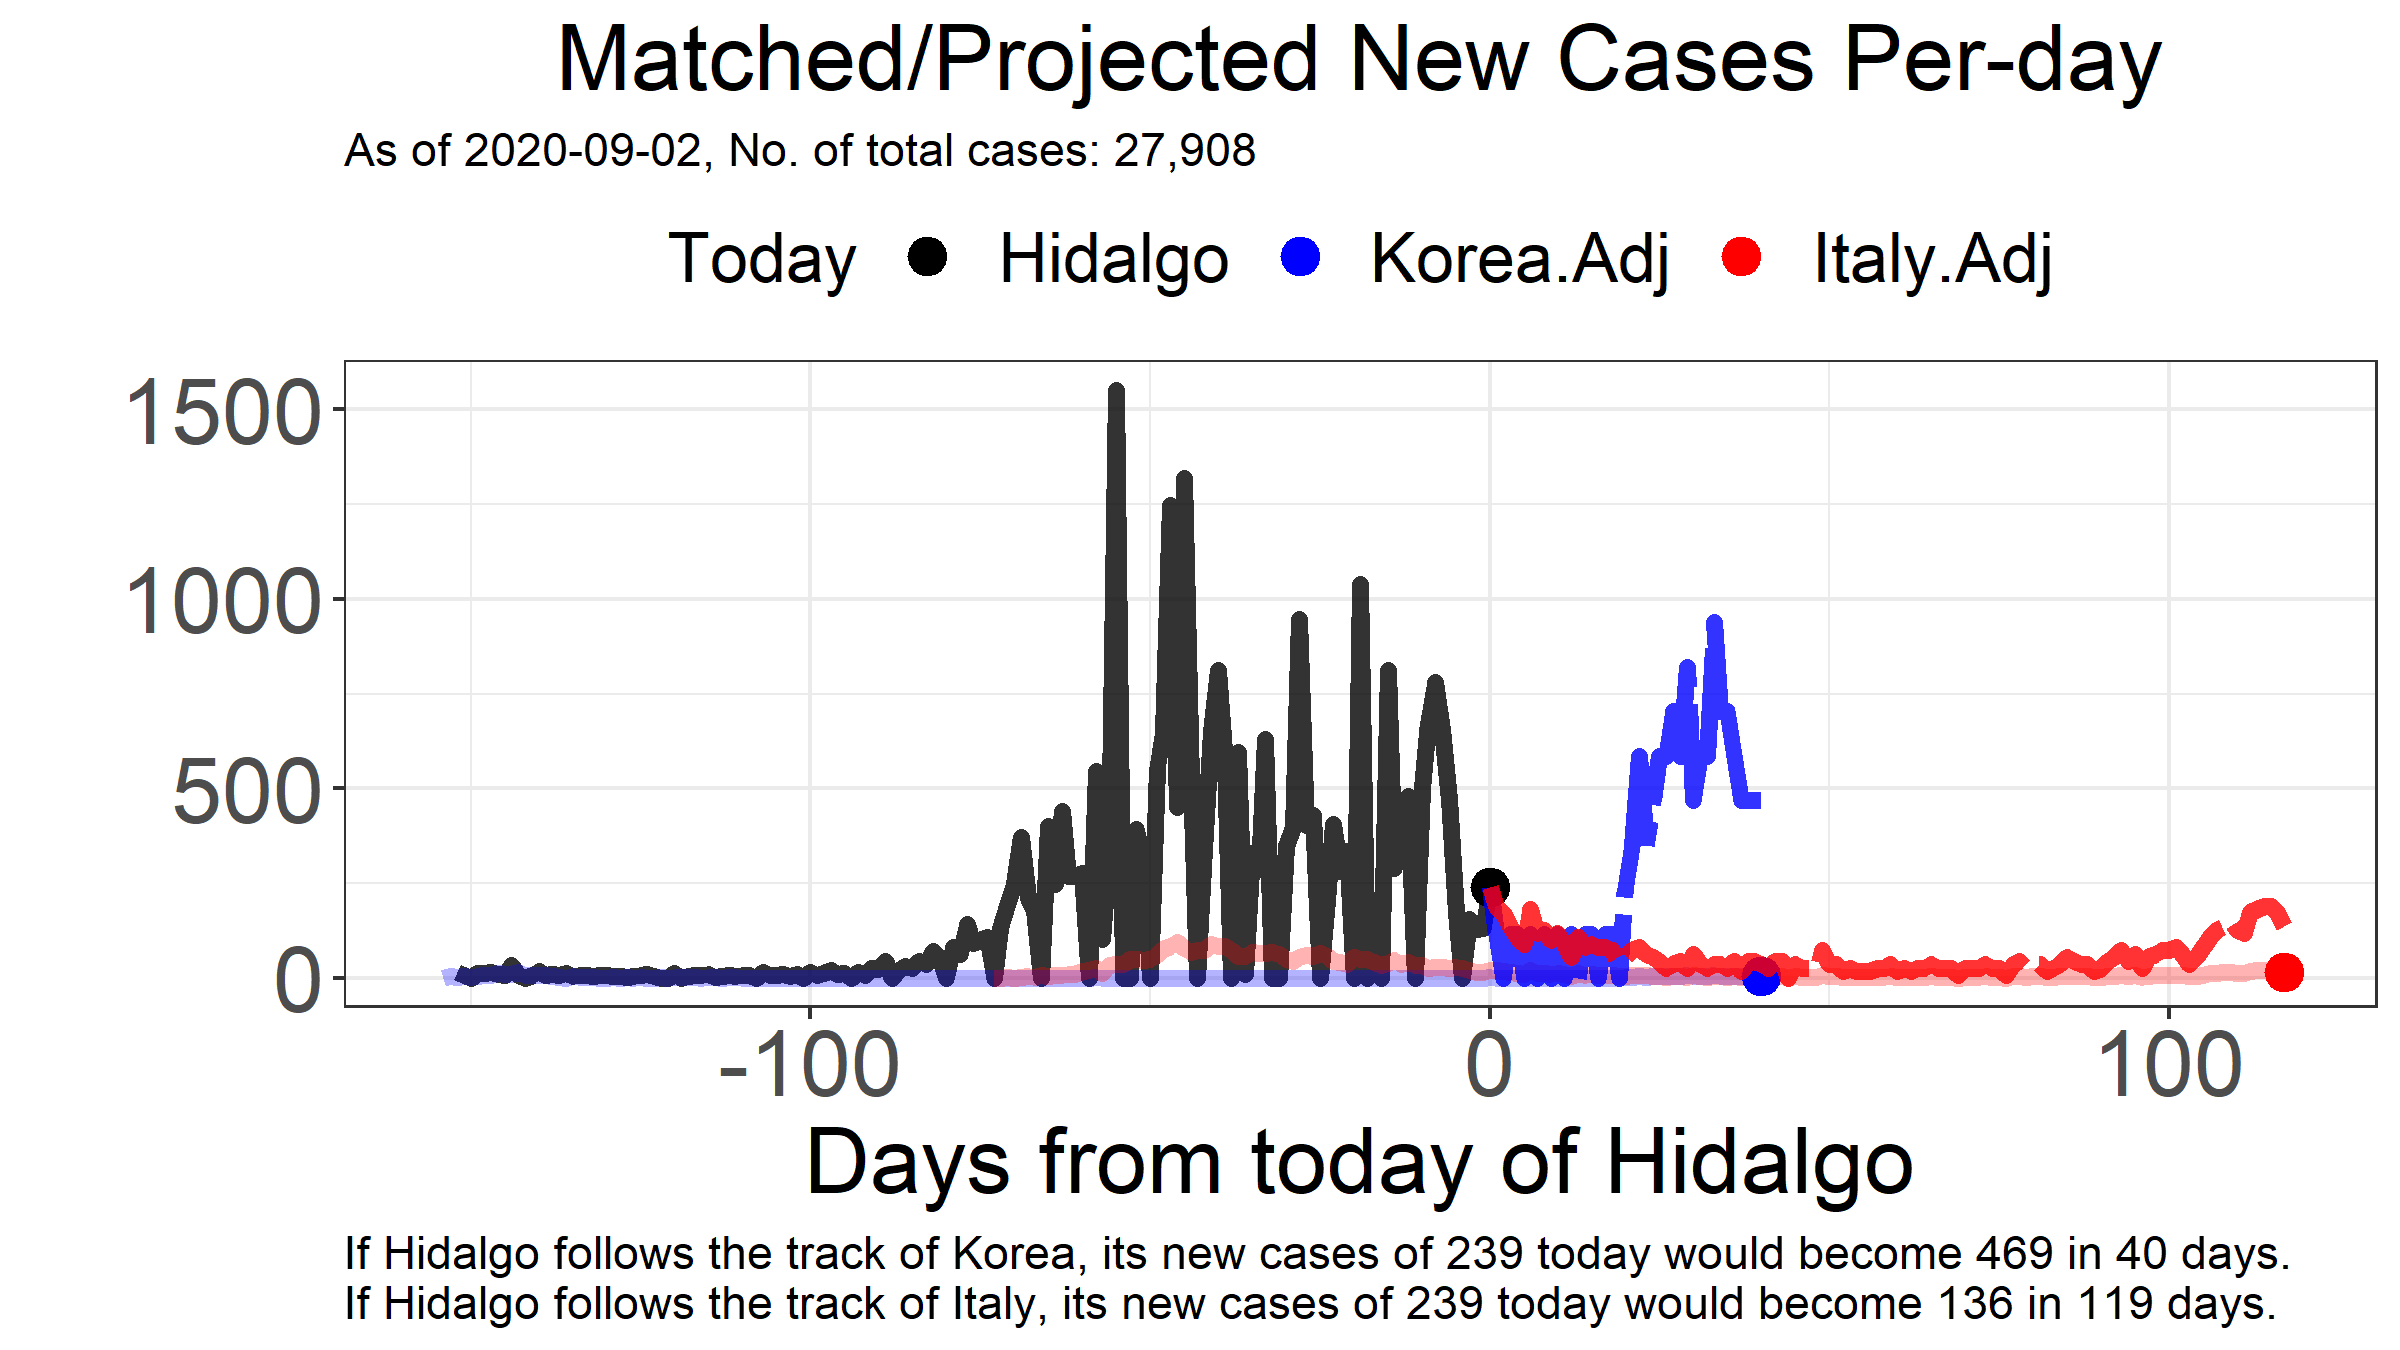 Matched/Projected New Cases Per-day
As of 2020-09-02, No. of total cases: 27,908
Today Hidalgo Korea.Adj Italy.Adj
1500
1000
500
0
-100 0 100
Days from today of Hidalgo
If Hidalgo follows the track of Korea, its new cases of 239 today would become 469 in 40 days.
If Hidalgo follows the track of Italy, its new cases of 239 today would become 136 in 119 days.